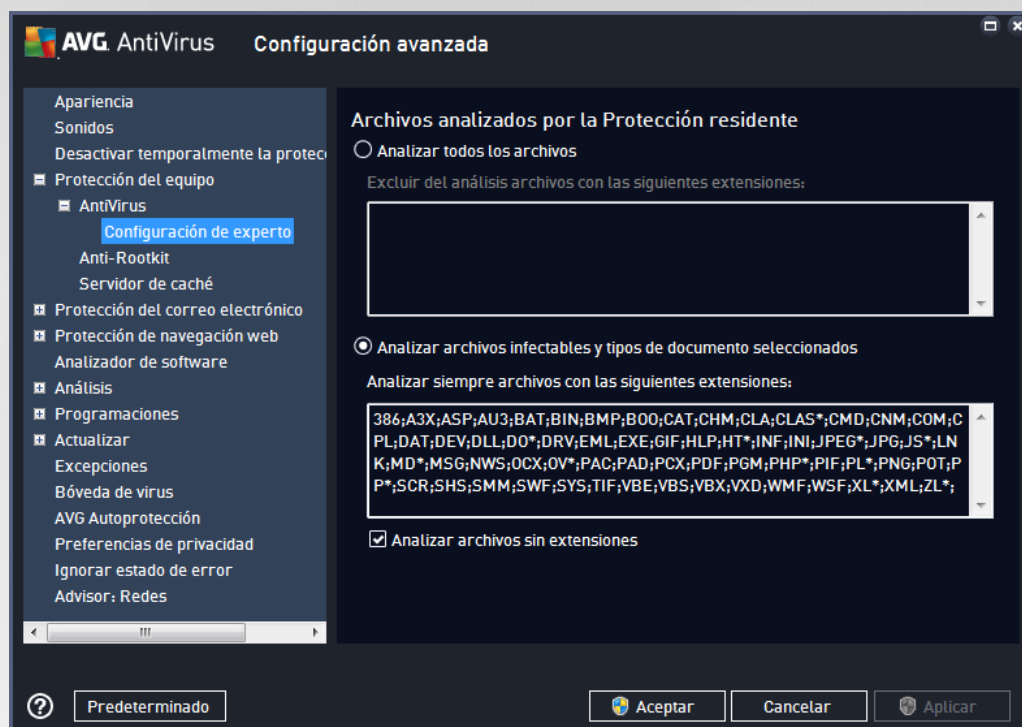 AVG. AntiVirus Configuración avanzada
Apariencia
Sonidos
Desactivar temporalmente la protec
Protección del equipo
AntiVirus
Configuración de experto
Anti-Rootkit
Servidor de caché
Protección del correo electrónico
Protección de navegación web
Analizador de software
Análisis
Programaciones
Actualizar
Excepciones
Bóveda de virus
AVG Autoprotección
Preferencias de privacidad
Ignorar estado de error
Advisor: Redes
Archivos analizados por la Protección residente
Analizar todos los archivos
Excluir del análisis archivos con las siguientes extensiones:
Analizar archivos infectables y tipos de documento seleccionados
Analizar siempre archivos con las siguientes extensiones:
386;A3X;ASP;AU3;BAT;BIN;BMP;BOO;CAT;CHM;CLA;CLAS*;CMD;CNM;COM;C
PL;DAT;DEV;DLL;DO*;DRV;EML;EXE;GIF;HLP;HT*;INF;INI;JPEG*;JPG;JS*;LN
K;MD*;MSG;NWS;OCX;OV*;PAC;PAD;PCX;PDF;PGM;PHP*;PIF;PL*;PNG;POT;P
P*;SCR;SHS;SMM;SWF;SYS;TIF;VBE;VBS;VBX;VXD;WMF;WSF;XL*;XML;ZL*;
Analizar archivos sin extensiones
Predeterminado
Aceptar
Cancelar
Aplicar